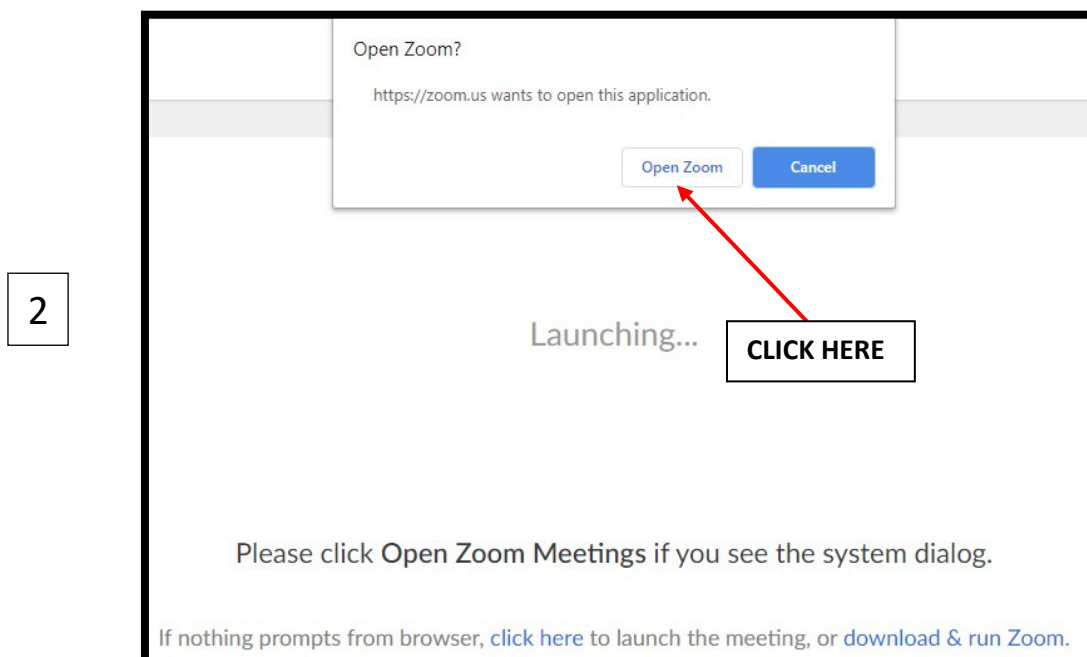 Open Zoom?
https://zoom.us wants to open this application.
Open Zoom
Cancel
2
Launching...
CLICK HERE
Please click Open Zoom Meetings if you see the system dialog.
If nothing prompts from browser, click here to launch the meeting, or download & run Zoom.